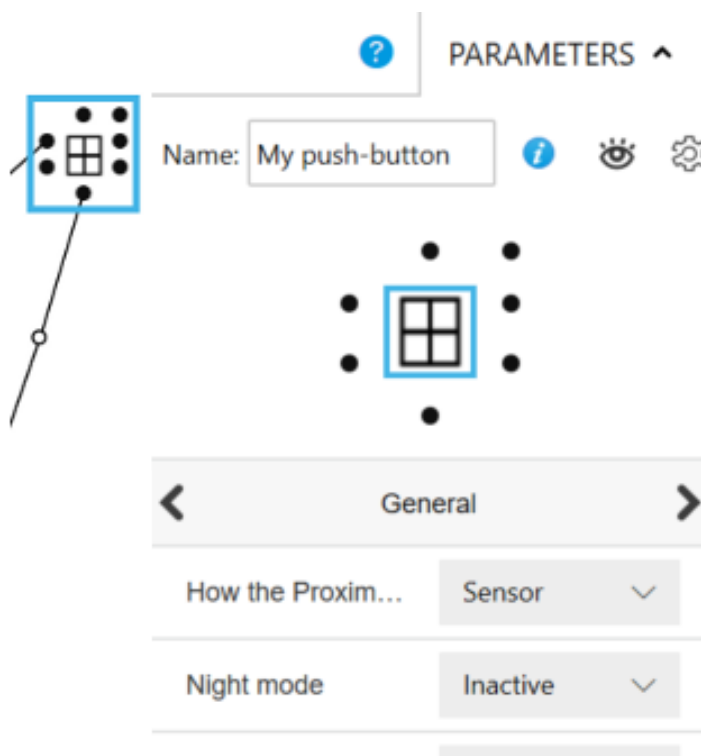 ? PARAMETERS
Name: My push-button i
General
How the Proxim... Sensor
Night mode Inactive